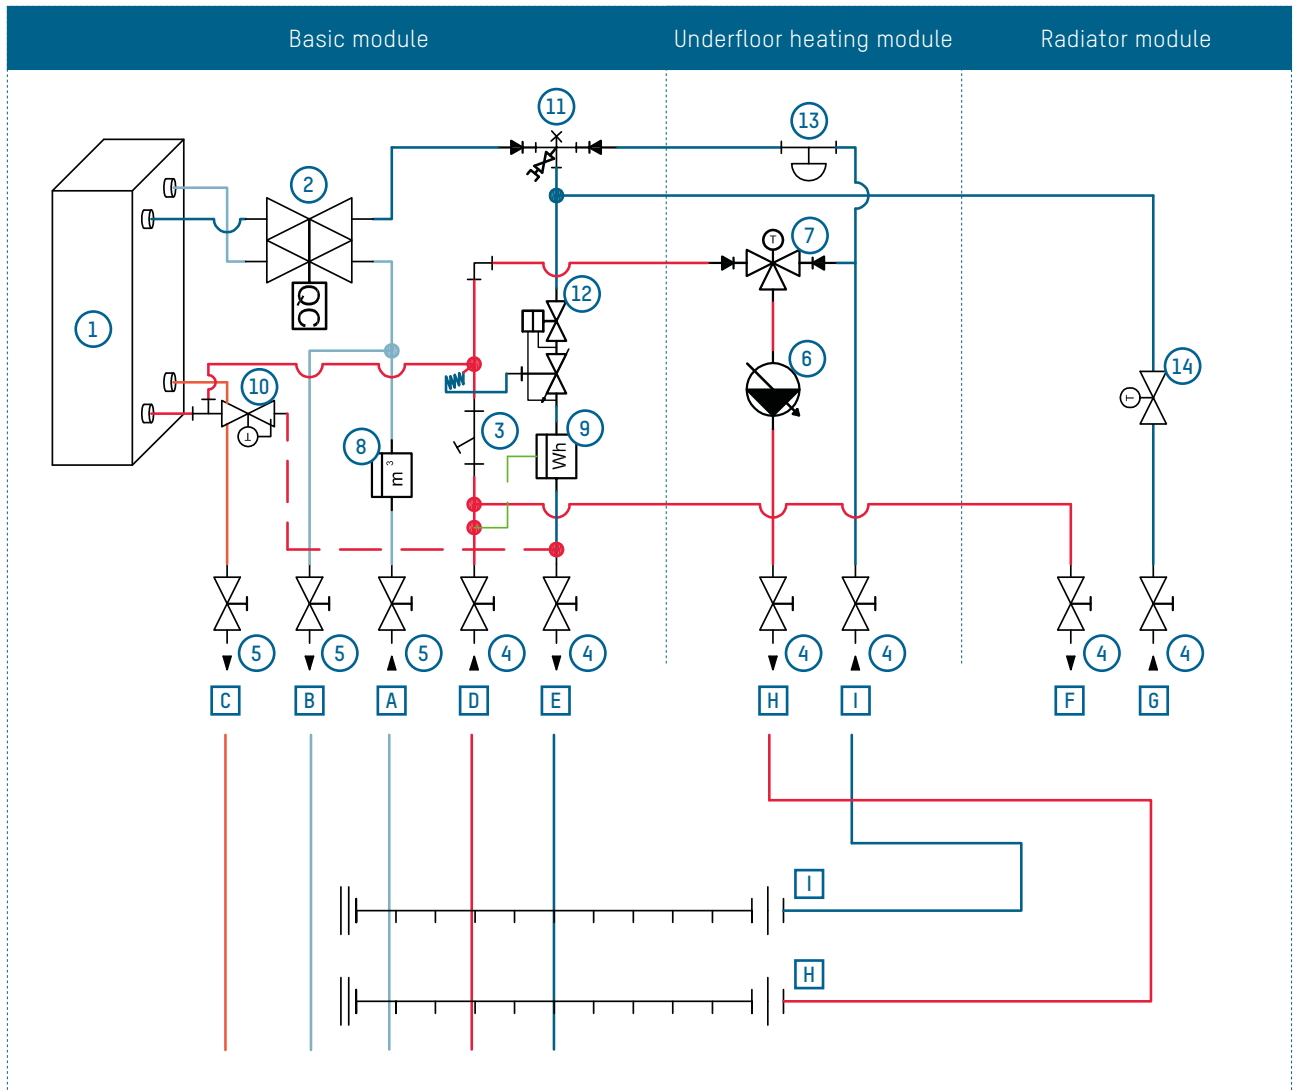 Basic module Underfloor heating module Radiator module
11
13
2
7
T
12
QC
1
6
14
T
10
T
3
9
8
Wh
m³
5 5 5 4 4 4 4 4 4
C B A D E H I F G
I
H